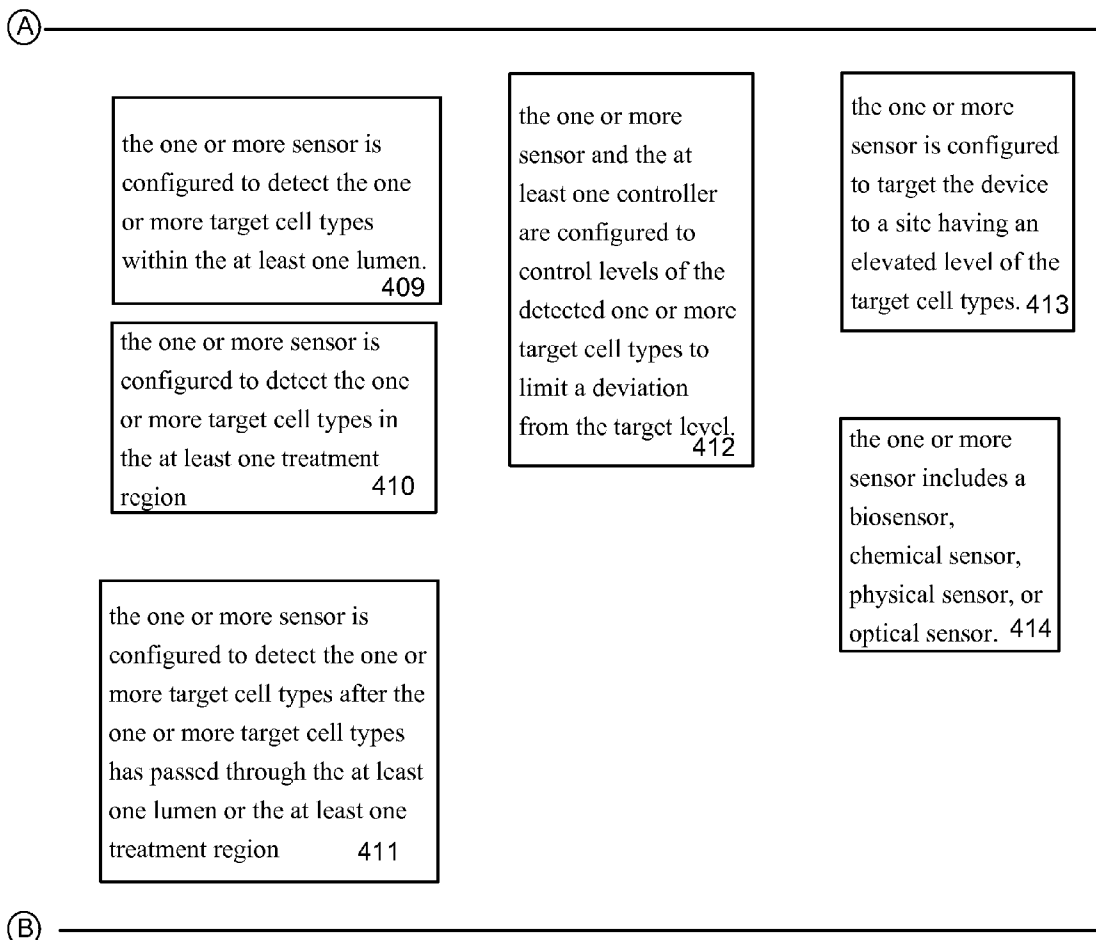 A
the one or more sensor is
configured to detect the one
or more target cell types
within the at least one lumen.
409
the one or more sensor is
configured to detect the one
or more target cell types in
the at least one treatment
region 410
the one or more sensor is
configured to detect the one or
more target cell types after the
one or more target cell types
has passed through the at least
one lumen or the at least one
treatment region 411
the one or more
sensor and the at
least one controller
are configured to
control levels of the
detected one or more
target cell types to
limit a deviation
from the target level.
412
the one or more
sensor is configured
to target the device
to a site having an
elevated level of the
target cell types. 413
the one or more
sensor includes a
biosensor,
chemical sensor,
physical sensor, or
optical sensor. 414
B